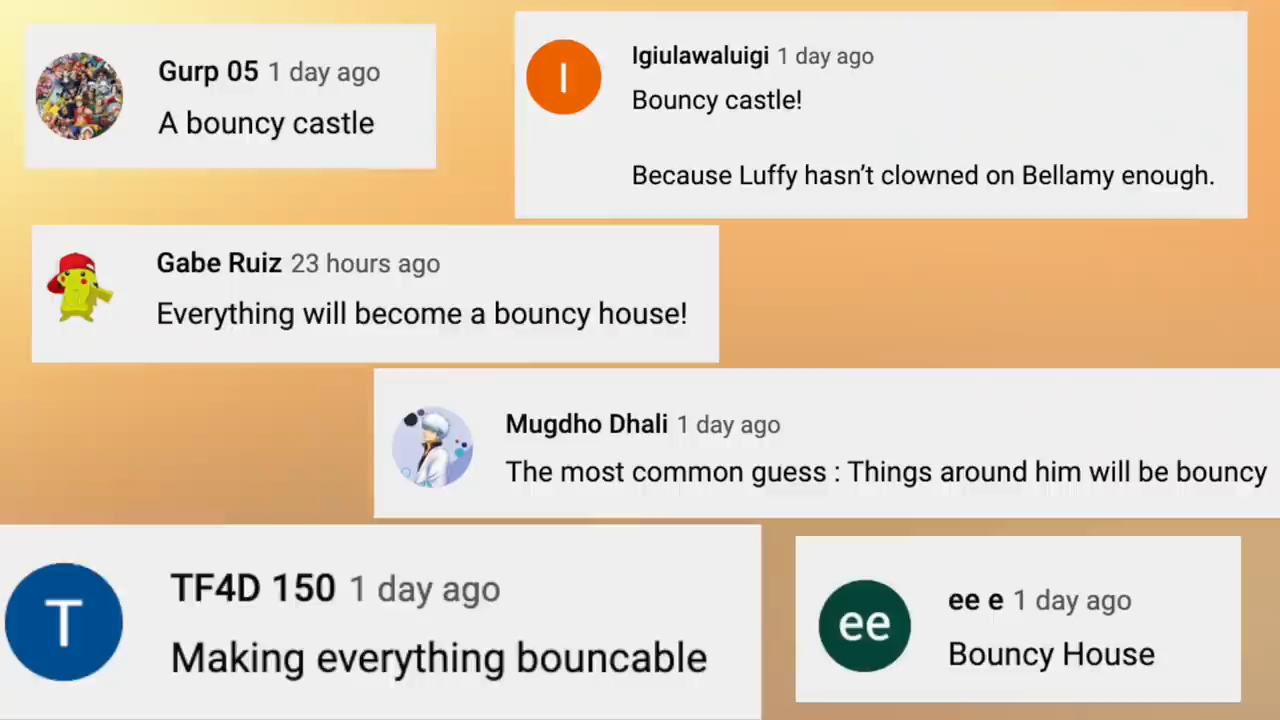 Gurp 05 1 day ago
A bouncy castle
I
Igiulawaluigi 1 day ago
Bouncy castle!
Because Luffy hasn’t clowned on Bellamy enough.
Gabe Ruiz 23 hours ago
Everything will become a bouncy house!
Mugdho Dhali 1 day ago
The most common guess : Things around him will be bouncy
T
TF4D 150 1 day ago
Making everything bouncable
ee
ee e 1 day ago
Bouncy House